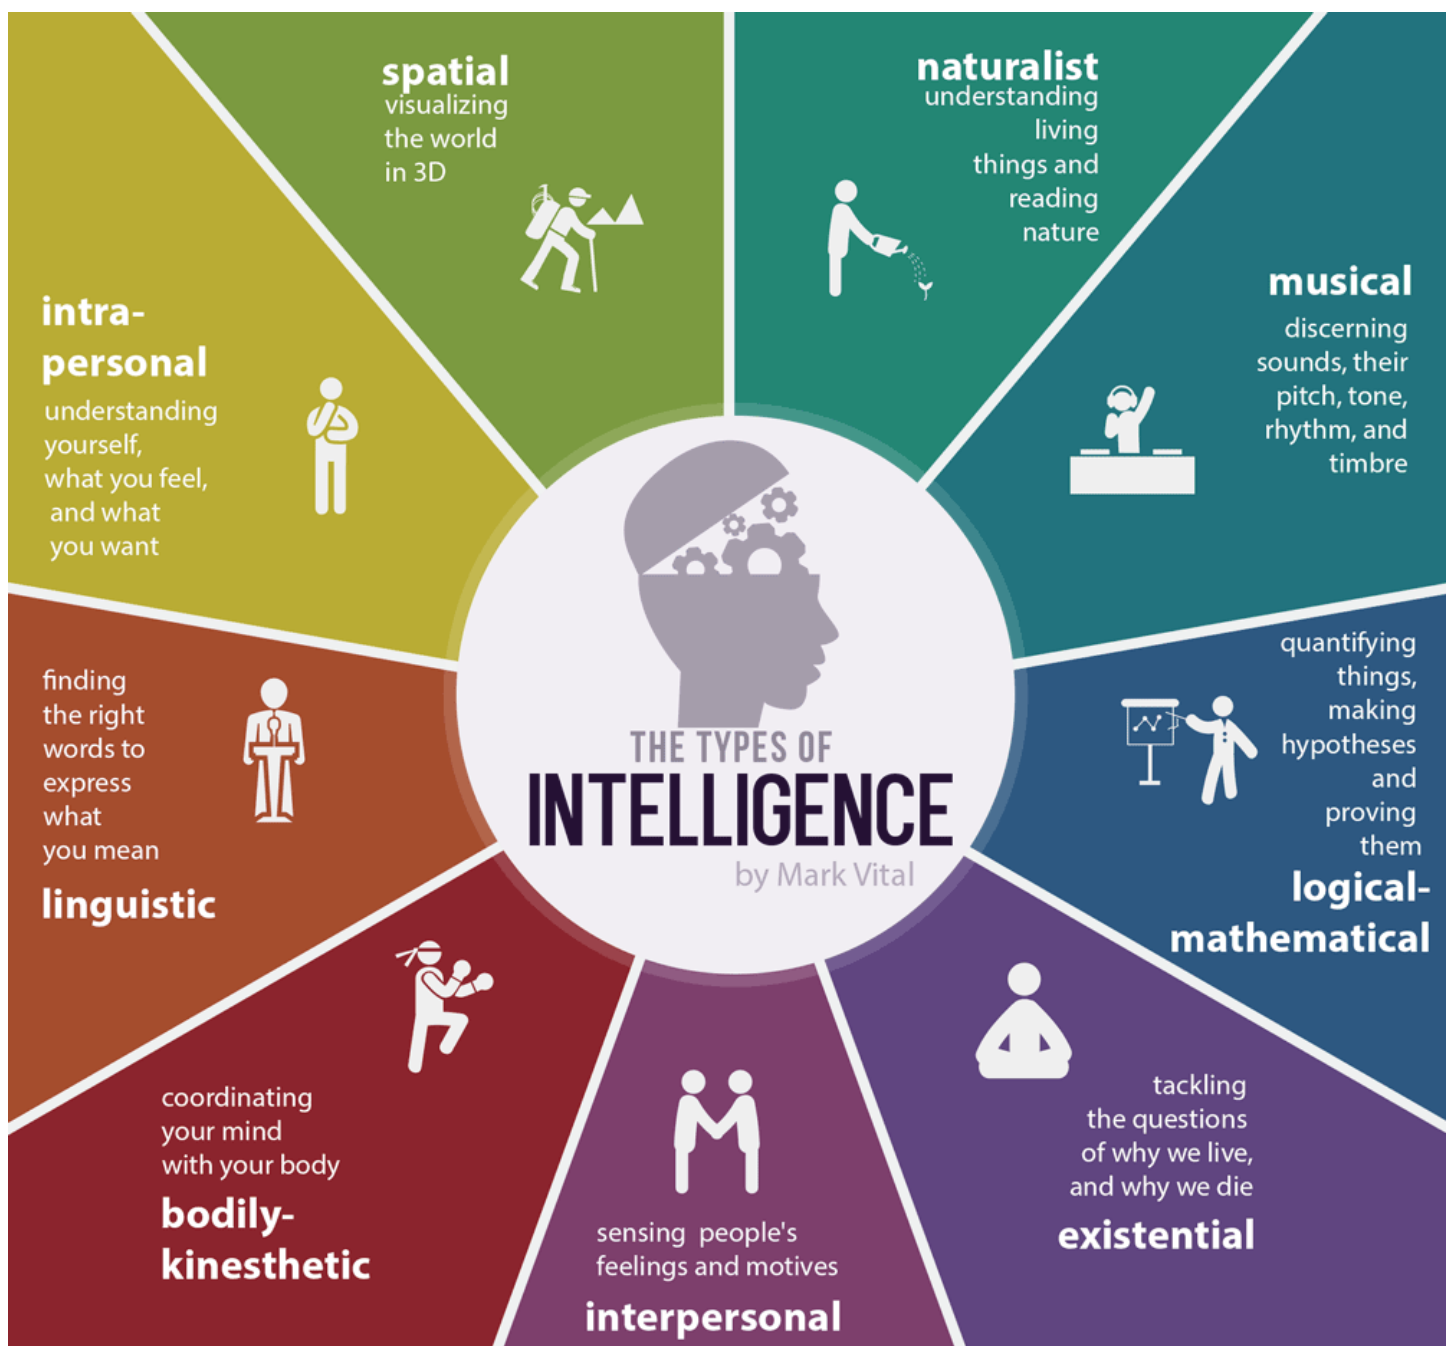 spatial
visualizing
the world
in 3D
naturalist
understanding
living
things and
reading
nature
musical
discerning
sounds, their
pitch, tone,
rhythm, and
timbre
intra-
personal
understanding
yourself,
what you feel,
and what
you want
quantifying
things,
making
hypotheses
and
proving
them
logical-
mathematical
finding
the right
words to
express
what
you mean
linguistic
THE TYPES OF
INTELLIGENCE
by Mark Vital
coordinating
your mind
with your body
bodily-
kinesthetic
sensing people's
feelings and motives
interpersonal
tackling
the questions
of why we live,
and why we die
existential